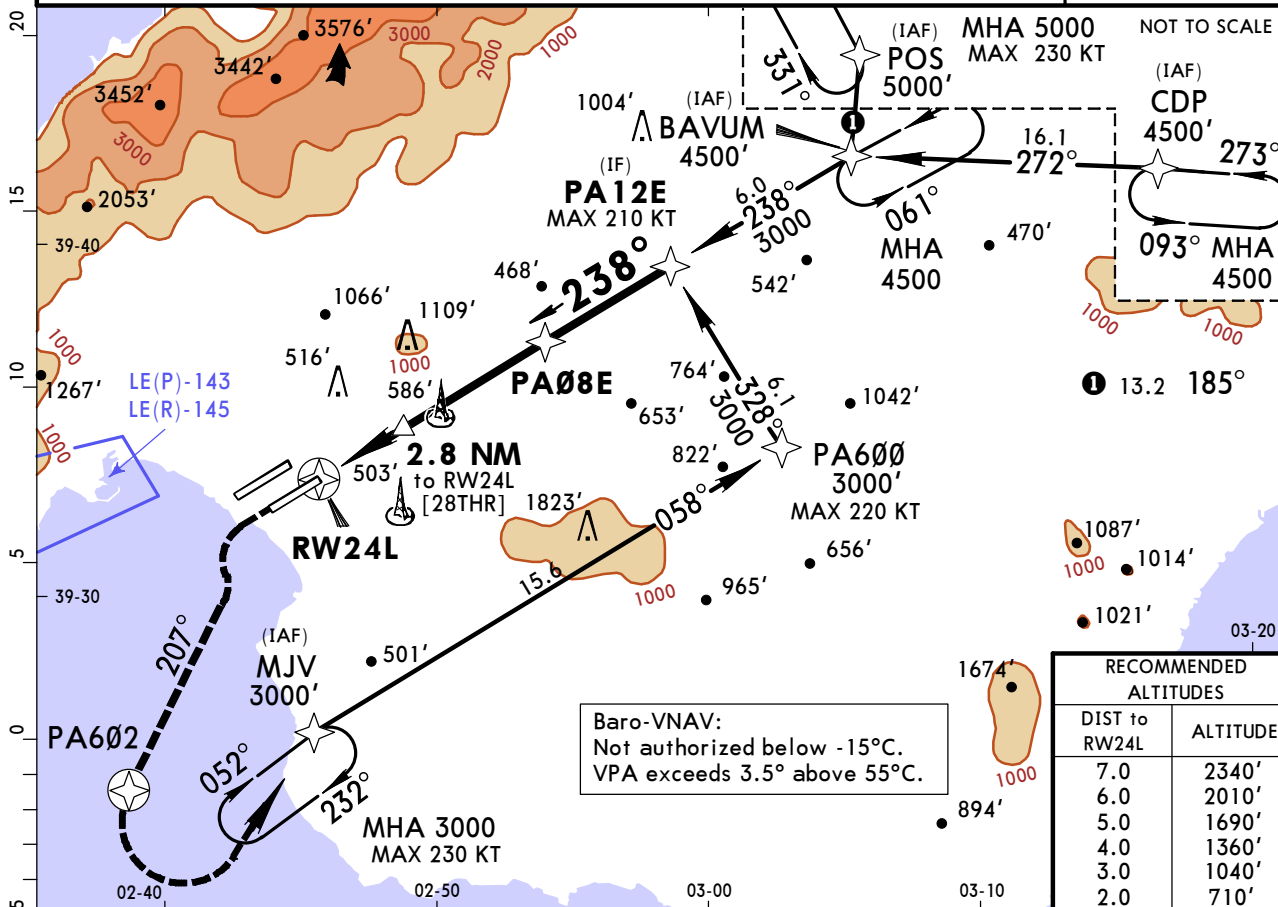 20
3576'
3000
2000
1000
3442'
3452'
3000
(IAF)
POS
5000'
MHA 5000
MAX 230 KT
NOT TO SCALE
331°
(IAF)
CDP
4500'
1004'
(IAF)
BAVUM
4500'
1
16.1
272°
273°
(IF)
PA12E
MAX 210 KT
6.0
238°
3000
061°
MHA
4500
093°
MHA
4500
2053'
15
39-40
470'
542'
468'
238°
1066'
1109'
1000
516'
1000
1267'
LE(P)-143
LE(R)-145
586'
PAØ8E
764'
6.1
328°
3000
1000
1000
1 13.2 185°
10
653'
1042'
1000
2.8 NM
to RW24L
[28THR]
503'
822'
PA6ØØ
3000'
MAX 220 KT
RW24L
1823'
058°
1087'
1000
1014'
5
656'
15.6
1000
965'
39-30
1021'
03-20
207°
(IAF)
MJV
3000'
501'
1674'
1000
0
PA6Ø2
052°
232°
MHA 3000
MAX 230 KT
Baro-VNAV:
Not authorized below -15°C.
VPA exceeds 3.5° above 55°C.
894'
RECOMMENDED
ALTITUDES
DIST to
RW24L
ALTITUDE
7.0 2340'
6.0 2010'
5.0 1690'
4.0 1360'
3.0 1040'
2.0 710'
5
02-40
02-50
03-00
03-10